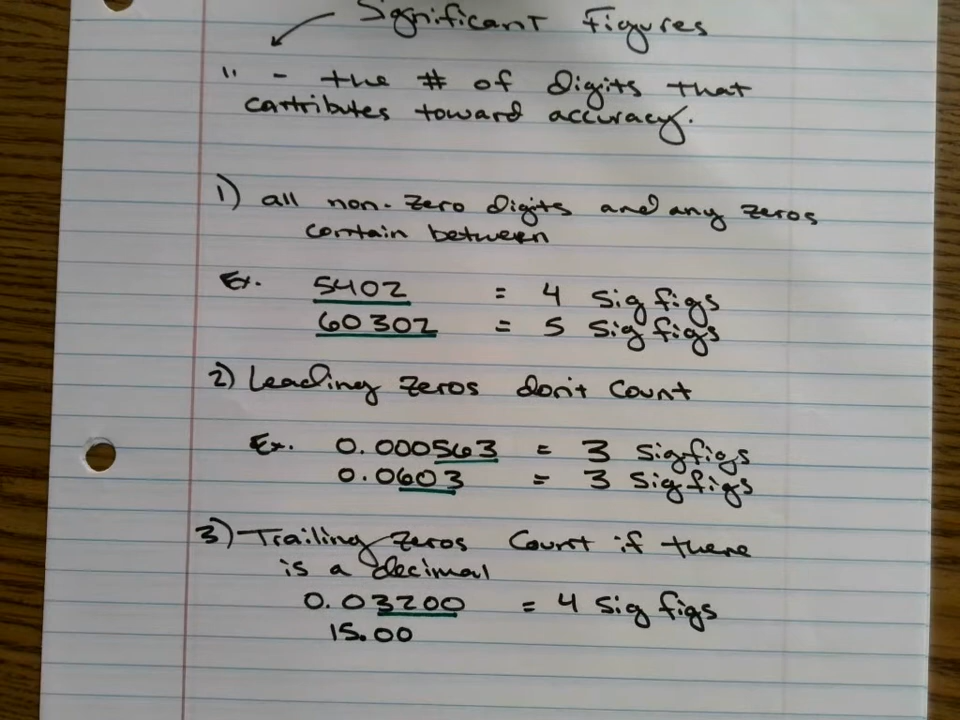 Significant Figures
" - the # of digits that
contributes toward accuracy.
1) all non-zero digits and any zeros
contain between
Ex. 5402 = 4 sig figs
60302 = 5 sig figs
2) Leading zeros don't count
Ex. 0.000563 = 3 sigfigs
0.0603 = 3 sigfigs
3) Trailing zeros count if there
is a decimal
0.03200 = 4 sig figs
15.00